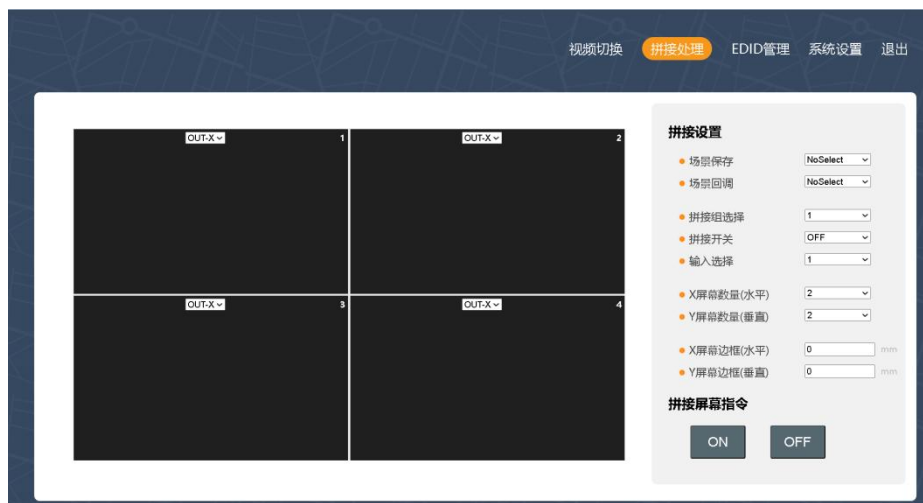 视频切换 拼接处理 EDID管理 系统设置 退出
OUT-X 1 OUT-X 2
OUT-X 3 OUT-X 4
拼接设置
场景保存 NoSelect
场景回调 NoSelect
拼接组选择 1
拼接开关 OFF
输入选择 1
X屏幕数量(水平) 2
Y屏幕数量(垂直) 2
X屏幕边框(水平) 0 mm
Y屏幕边框(垂直) 0 mm
拼接屏幕指令
ON OFF